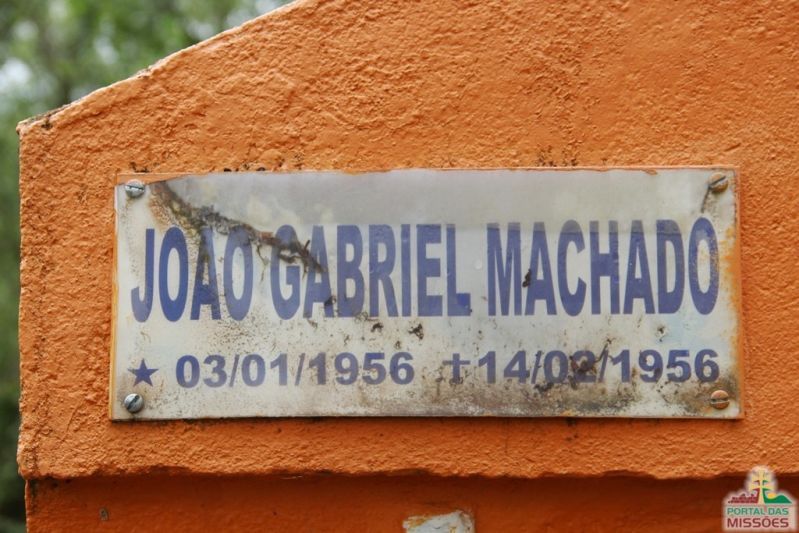 JOAO GABRIEL MACHADO
★ 03/01/1956 ✝14/02/1956
PORTAL DAS
MISSÕES